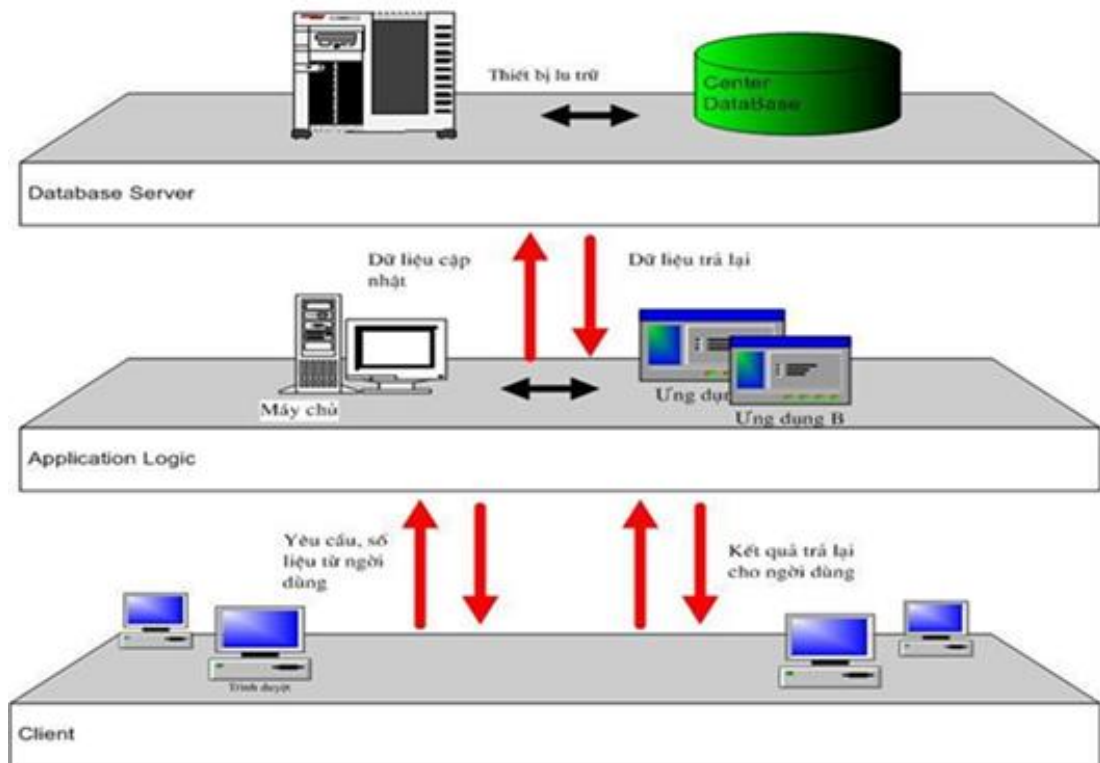 Thiết bị lu trữ
Center
DataBase
Database Server
Dữ liệu cập
nhật
Dữ liệu trả lại
Máy chủ
Ứng dụ
Ứng dụng B
Application Logic
Yêu cầu, số
liệu từ ngời
dùng
Kết quả trả lại
cho ngời dùng
Trình duyệt
Client